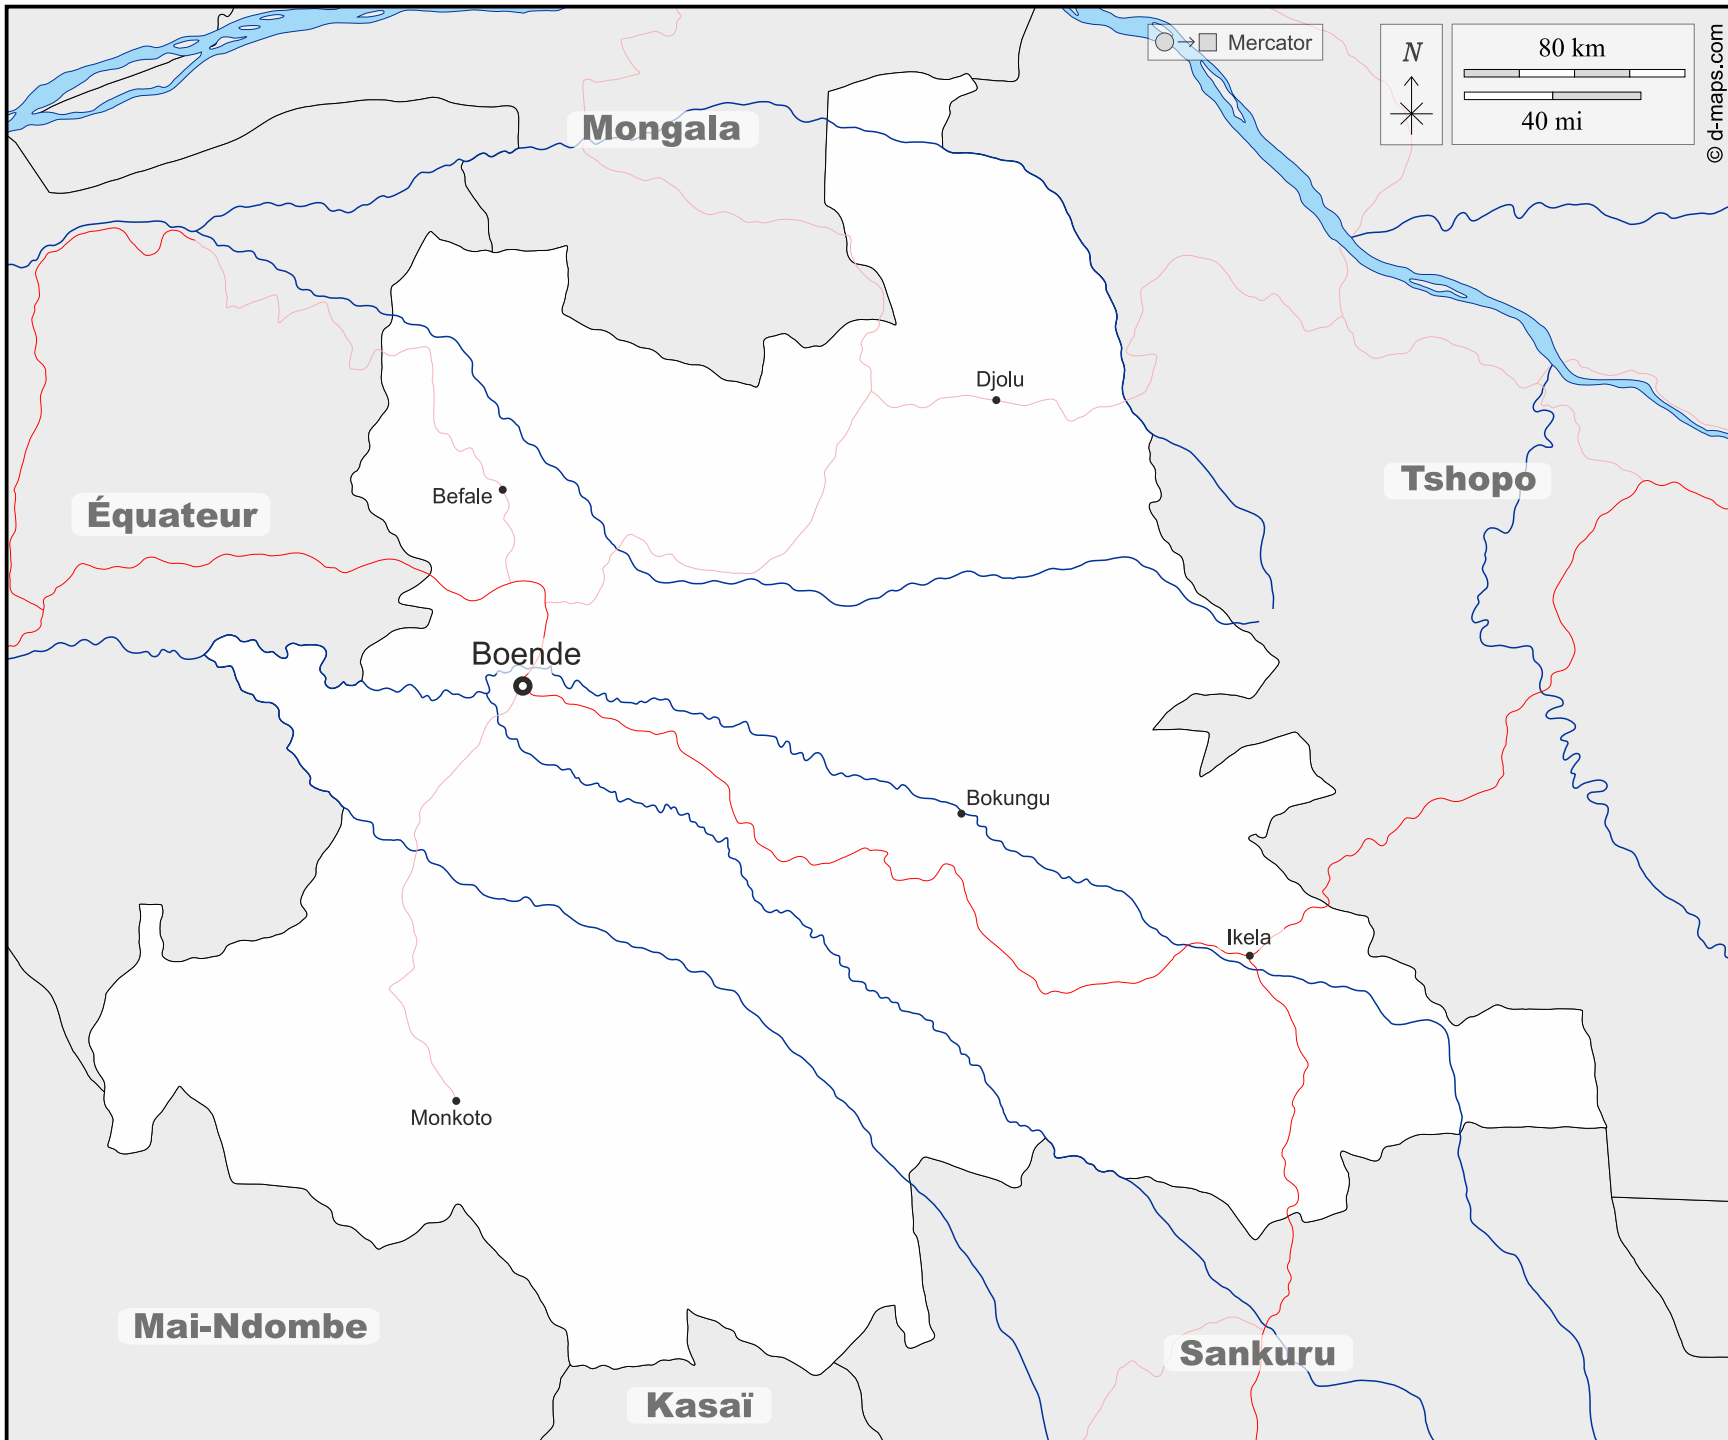 Mercator
N
80 km
40 mi
© d-maps.com
Mongala
Djolu
Befale
Tshopo
Équateur
Boende
Bokungu
Ikela
Monkoto
Mai-Ndombe
Sankuru
Kasaï